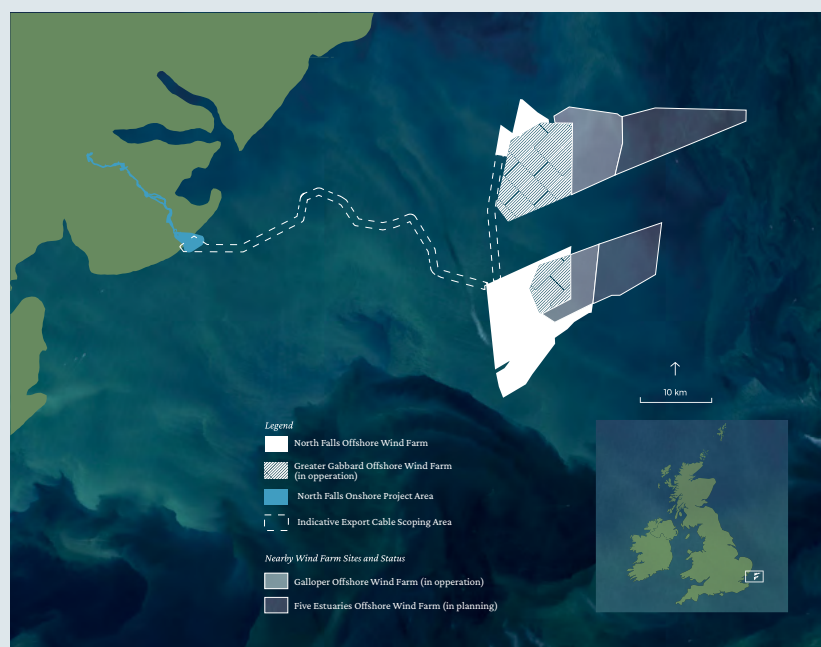 10 km
Legend
North Falls Offshore Wind Farm
Greater Gabbard Offshore Wind Farm
(in opperation)
North Falls Onshore Project Area
Indicative Export Cable Scoping Area
Nearby Wind Farm Sites and Status
Galloper Offshore Wind Farm (in opperation)
Five Estuaries Offshore Wind Farm (in planning)